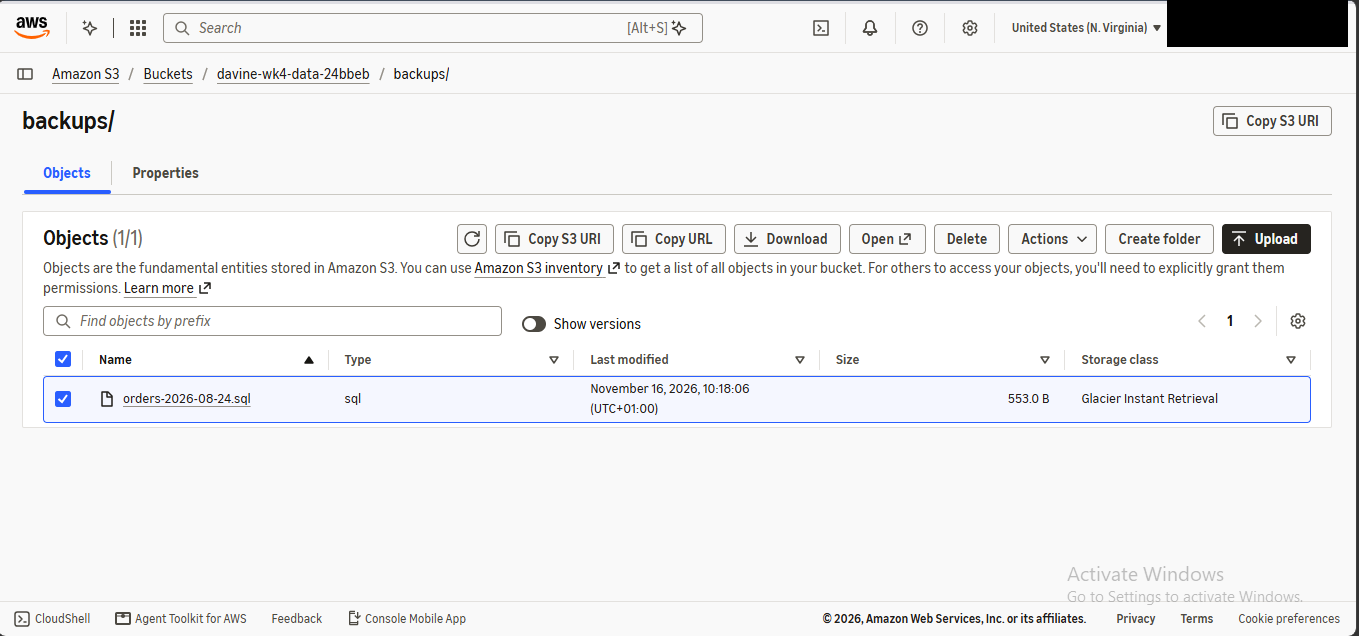 aws
Search [Alt+S]
United States (N. Virginia)
Amazon S3 / Buckets / davine-wk4-data-24bbeb / backups/
backups/
Copy S3 URI
Objects Properties
Objects (1/1)
Copy S3 URI Copy URL Download Open Delete Actions Create folder Upload
Objects are the fundamental entities stored in Amazon S3. You can use Amazon S3 inventory to get a list of all objects in your bucket. For others to access your objects, you'll need to explicitly grant them
permissions. Learn more
Find objects by prefix Show versions 1
Name Type Last modified Size Storage class
orders-2026-08-24.sql sql November 16, 2026, 10:18:06 553.0 B Glacier Instant Retrieval
(UTC+01:00)
Activate Windows
Go to Settings to activate Windows.
CloudShell Agent Toolkit for AWS Feedback Console Mobile App © 2026, Amazon Web Services, Inc. or its affiliates. Privacy Terms Cookie preferences